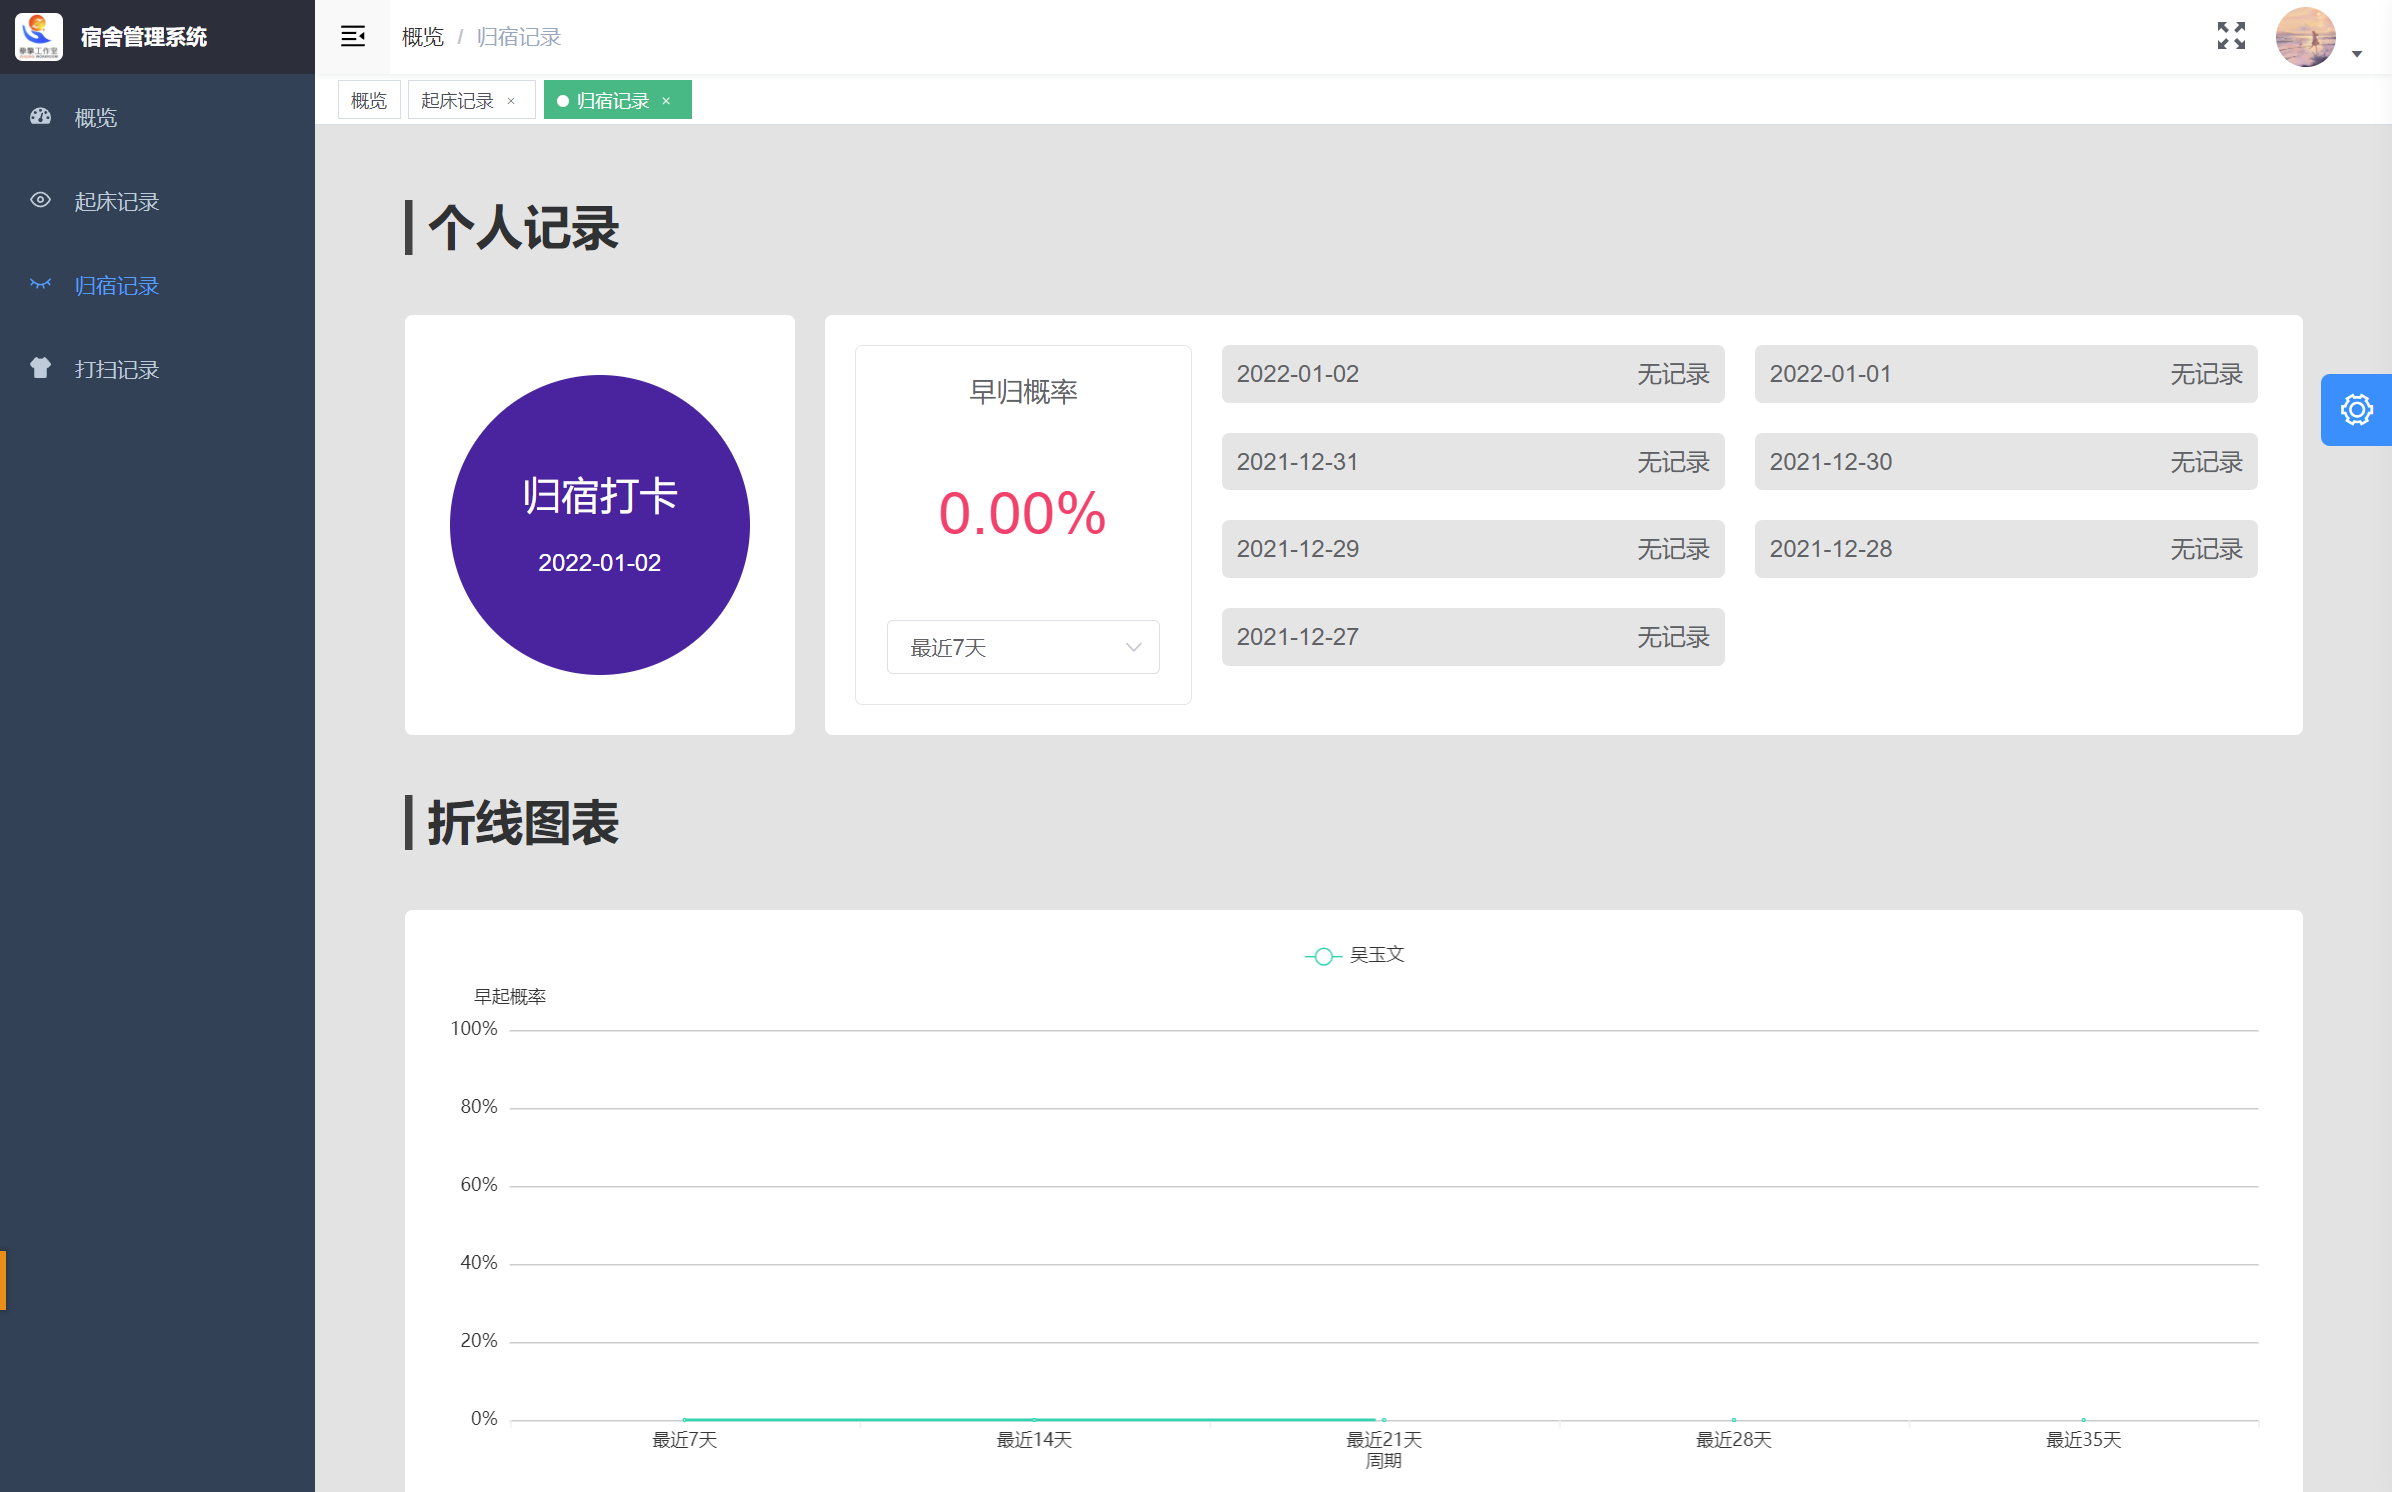 宿舍管理系统
概览 / 归宿记录
概览
起床记录 ×
归宿记录 ×
概览
起床记录
归宿记录
打扫记录
个人记录
归宿打卡
2022-01-02
早归概率
0.00%
最近7天
2022-01-02 无记录
2022-01-01 无记录
2021-12-31 无记录
2021-12-30 无记录
2021-12-29 无记录
2021-12-28 无记录
2021-12-27 无记录
折线图表
吴玉文
早起概率
100%
80%
60%
40%
20%
0%
最近7天
最近14天
最近21天
最近28天
最近35天
周期